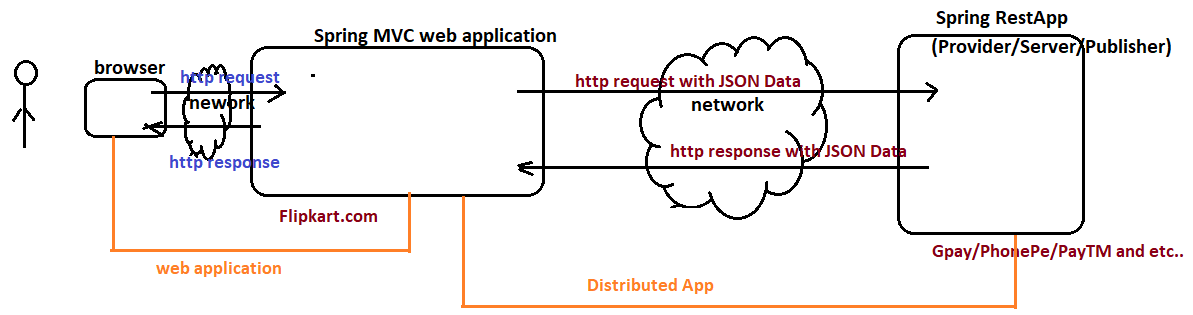 Spring RestApp
Spring MVC web application
(Provider/Server/Publisher)
browser
http request
http request with JSON Data
nework
network
http response with JSON Data
http response
Flipkart.com
Gpay/PhonePe/PayTM and etc..
web application
Distributed App